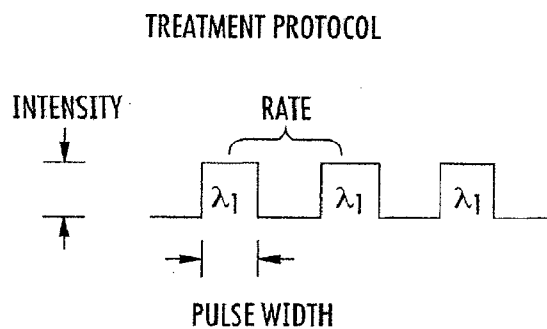 TREATMENT PROTOCOL
INTENSITY
RATE
λ1 λ1 λ1
PULSE WIDTH